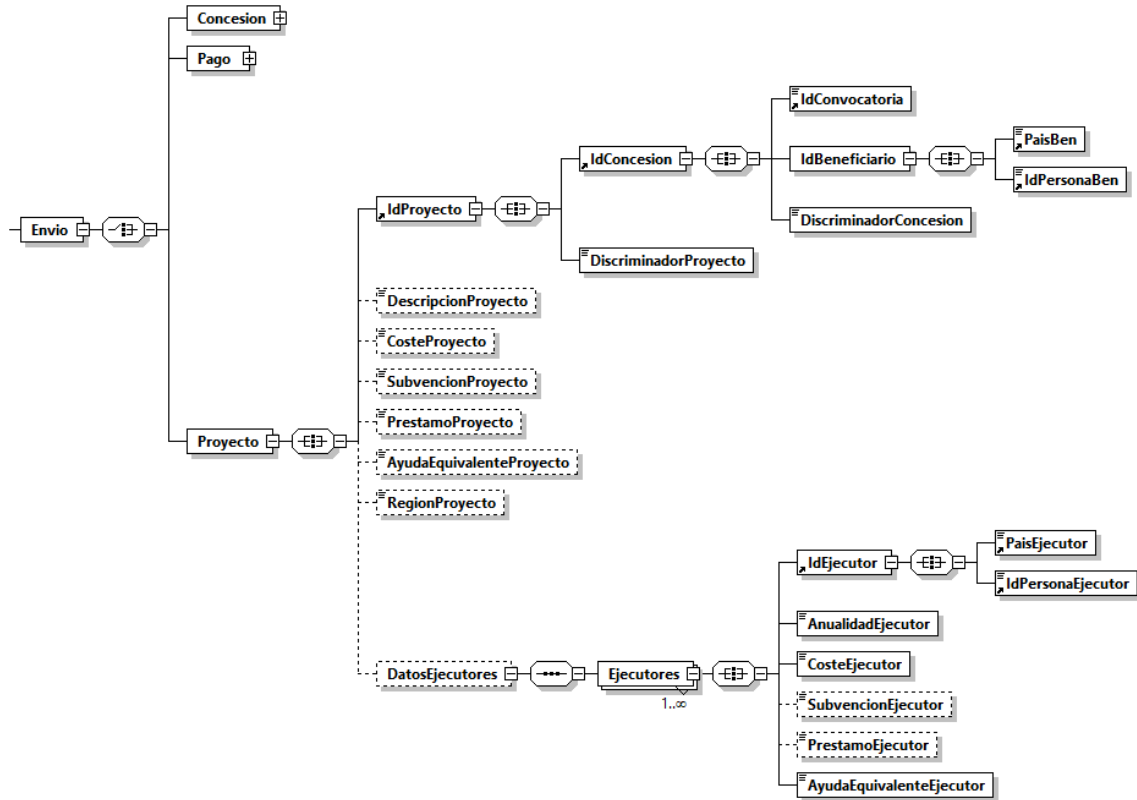 Concesion
Pago
IdConvocatoria
PaisBen
IdConcesion
IdBeneficiario
IdPersonaBen
IdProyecto
Envio
DiscriminadorConcesion
DiscriminadorProyecto
DescripcionProyecto
CosteProyecto
SubvencionProyecto
PrestamoProyecto
Proyecto
AyudaEquivalenteProyecto
RegionProyecto
PaisEjecutor
IdEjecutor
IdPersonaEjecutor
AnualidadEjecutor
DatosEjecutores
Ejecutores
1..∞
CosteEjecutor
SubvencionEjecutor
PrestamoEjecutor
AyudaEquivalenteEjecutor